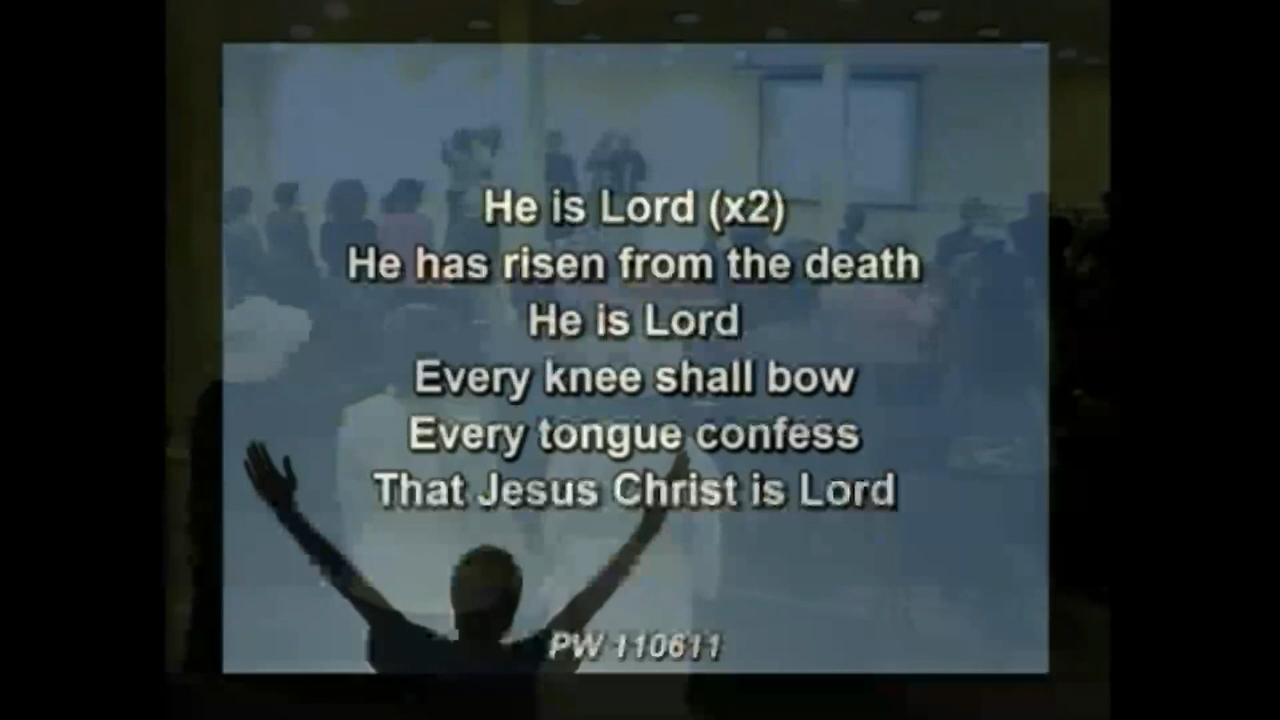 He is Lord (x2)
He has risen from the death
He is Lord
Every knee shall bow
Every tongue confess
That Jesus Christ is Lord
PW 110611